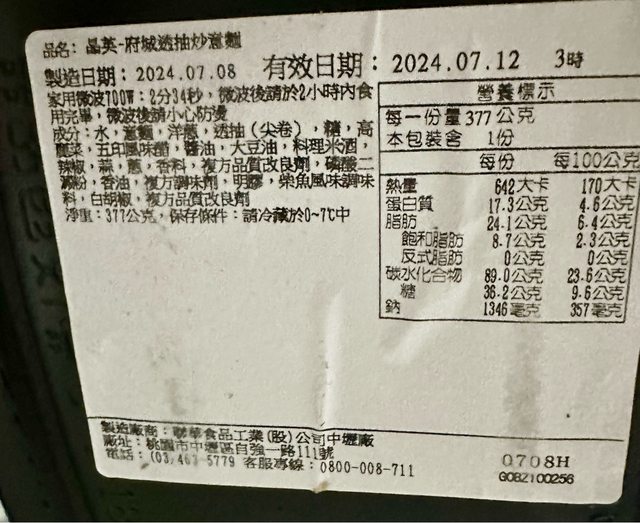 品名: 晶英-府城透抽炒意麵
製造日期: 2024.07.08 有效日期: 2024.07.12 3時
家用微波700W: 2分34秒, 微波後請於2小時內食
用完畢, 微波後請小心防燙
成分: 水, 意麵, 洋蔥, 透抽(尖卷), 糖, 高
麗菜, 五印風味醋, 醬油, 大豆油, 料理米酒,
辣椒, 蒜, 蔥, 香料, 複方品質改良劑, 磷酸二
澱粉, 香油, 複方調味劑, 明膠, 柴魚風味調味
料, 白胡椒, 複方品質改良劑
淨重: 377公克, 保存條件: 請冷藏於0~7℃中
營養標示
每一份量 377 公克
本包裝含 1份
每份 每100公克
熱量 642大卡 170大卡
蛋白質 17.3公克 4.6公克
脂肪 24.1公克 6.4公克
飽和脂肪 8.7公克 2.3公克
反式脂肪 0公克 0公克
碳水化合物 89.0公克 23.6公克
糖 36.2公克 9.6公克
鈉 1346毫克 357毫克
製造廠商: 聯華食品工業(股)公司中壢廠
廠址: 桃園市中壢區自強一路111號
電話: (03)463-5779 客服專線: 0800-008-711
0708H
GOBZ100256